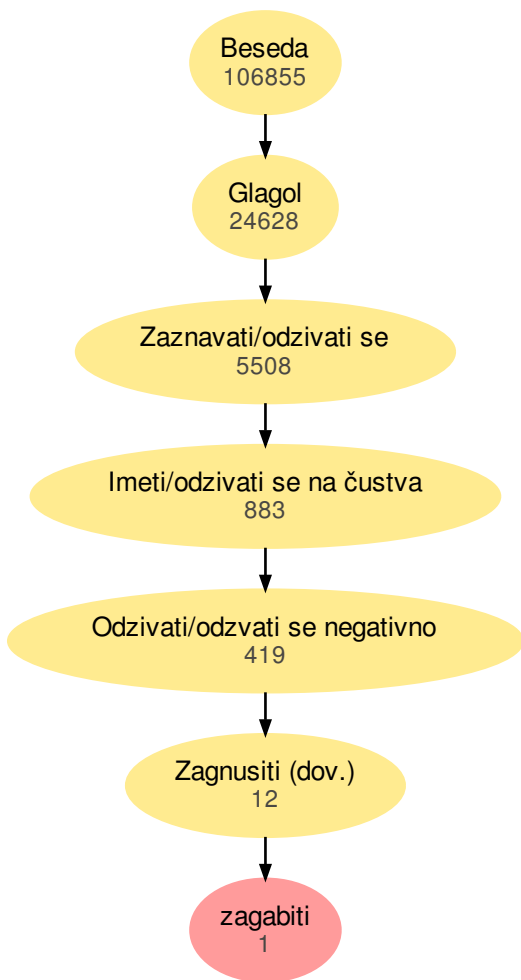 Beseda
106855
Glagol
24628
Zaznavati/odzivati se
5508
Imeti/odzivati se na čustva
883
Odzivati/odzvati se negativno
419
Zagnusiti (dov.)
12
zagabiti
1